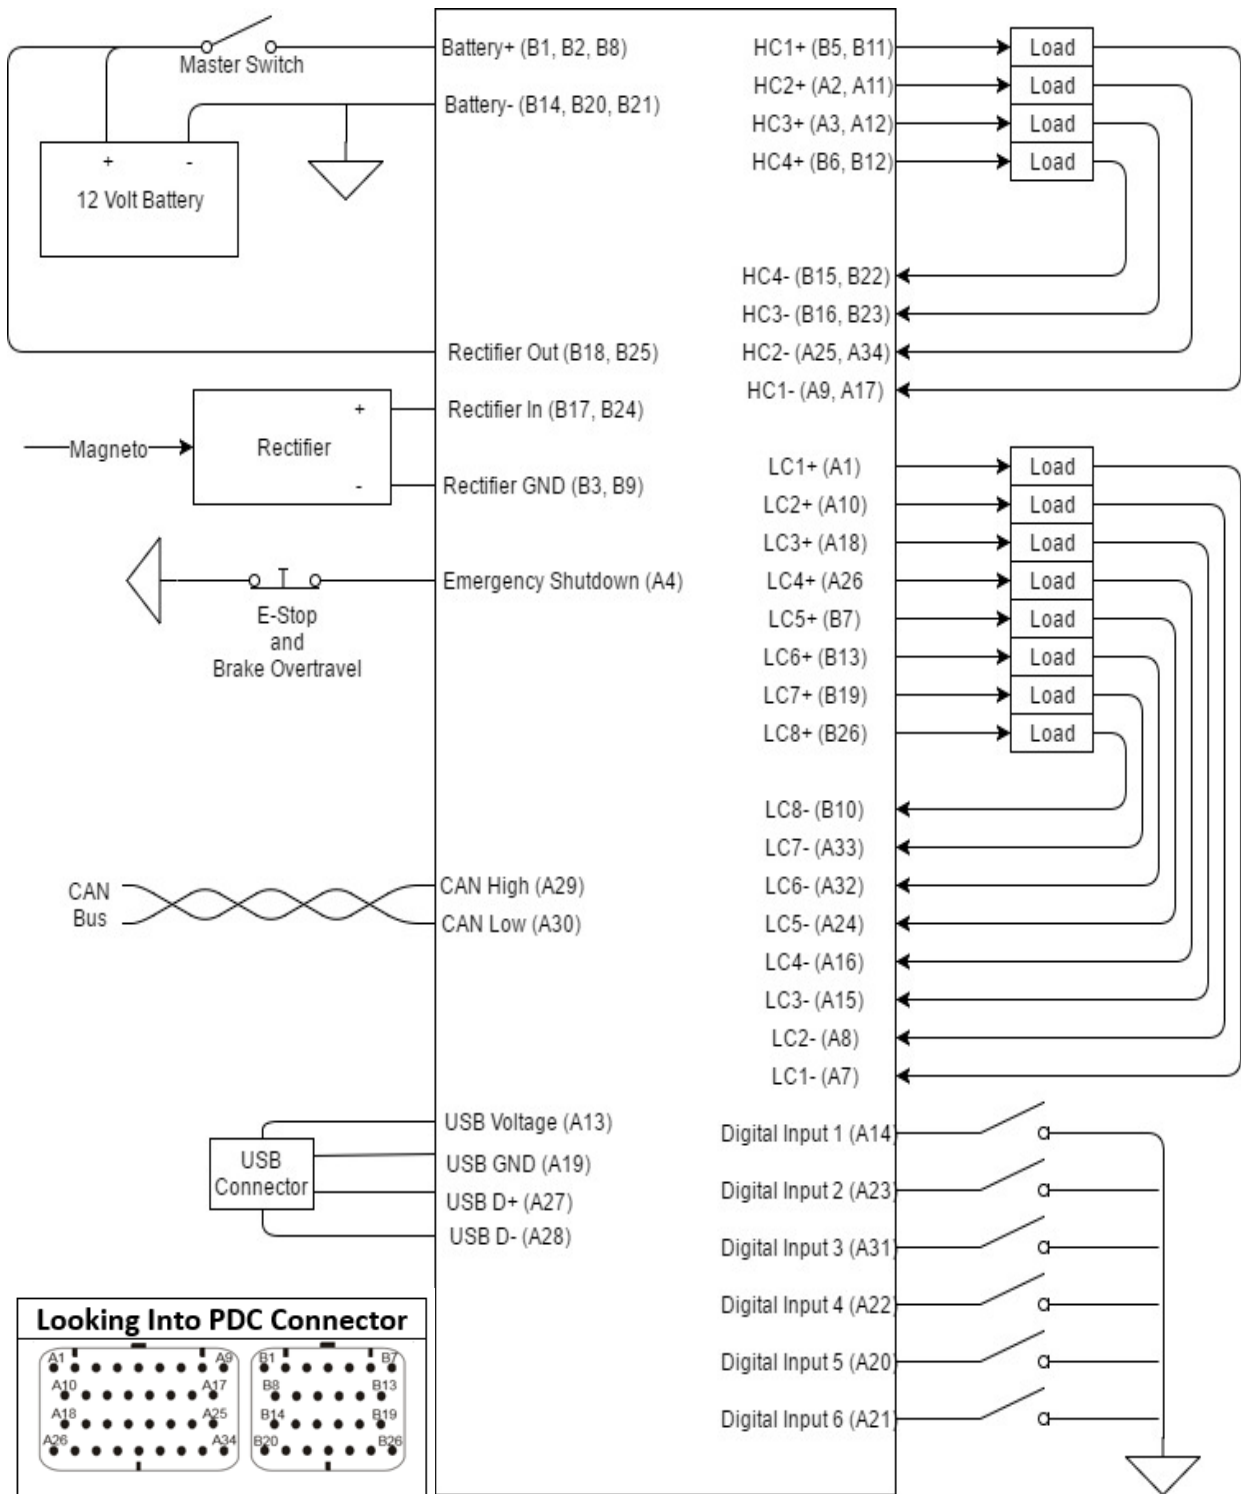 Master Switch
Battery+ (B1, B2, B8)
Battery- (B14, B20, B21)
+ -
12 Volt Battery
Rectifier Out (B18, B25)
Rectifier In (B17, B24)
+
Magneto
Rectifier
-
Rectifier GND (B3, B9)
Emergency Shutdown (A4)
E-Stop
and
Brake Overtravel
CAN
Bus
CAN High (A29)
CAN Low (A30)
USB Voltage (A13)
USB
Connector
USB GND (A19)
USB D+ (A27)
USB D- (A28)
HC1+ (B5, B11) Load
HC2+ (A2, A11) Load
HC3+ (A3, A12) Load
HC4+ (B6, B12) Load
HC4- (B15, B22)
HC3- (B16, B23)
HC2- (A25, A34)
HC1- (A9, A17)
LC1+ (A1) Load
LC2+ (A10) Load
LC3+ (A18) Load
LC4+ (A26 Load
LC5+ (B7) Load
LC6+ (B13) Load
LC7+ (B19) Load
LC8+ (B26) Load
LC8- (B10)
LC7- (A33)
LC6- (A32)
LC5- (A24)
LC4- (A16)
LC3- (A15)
LC2- (A8)
LC1- (A7)
Digital Input 1 (A14)
Digital Input 2 (A23)
Digital Input 3 (A31)
Digital Input 4 (A22)
Digital Input 5 (A20)
Digital Input 6 (A21)
Looking Into PDC Connector
A1 A9 B1 B7
A10 A17 B8 B13
A18 A25 B14 B19
A26 A34 B20 B26